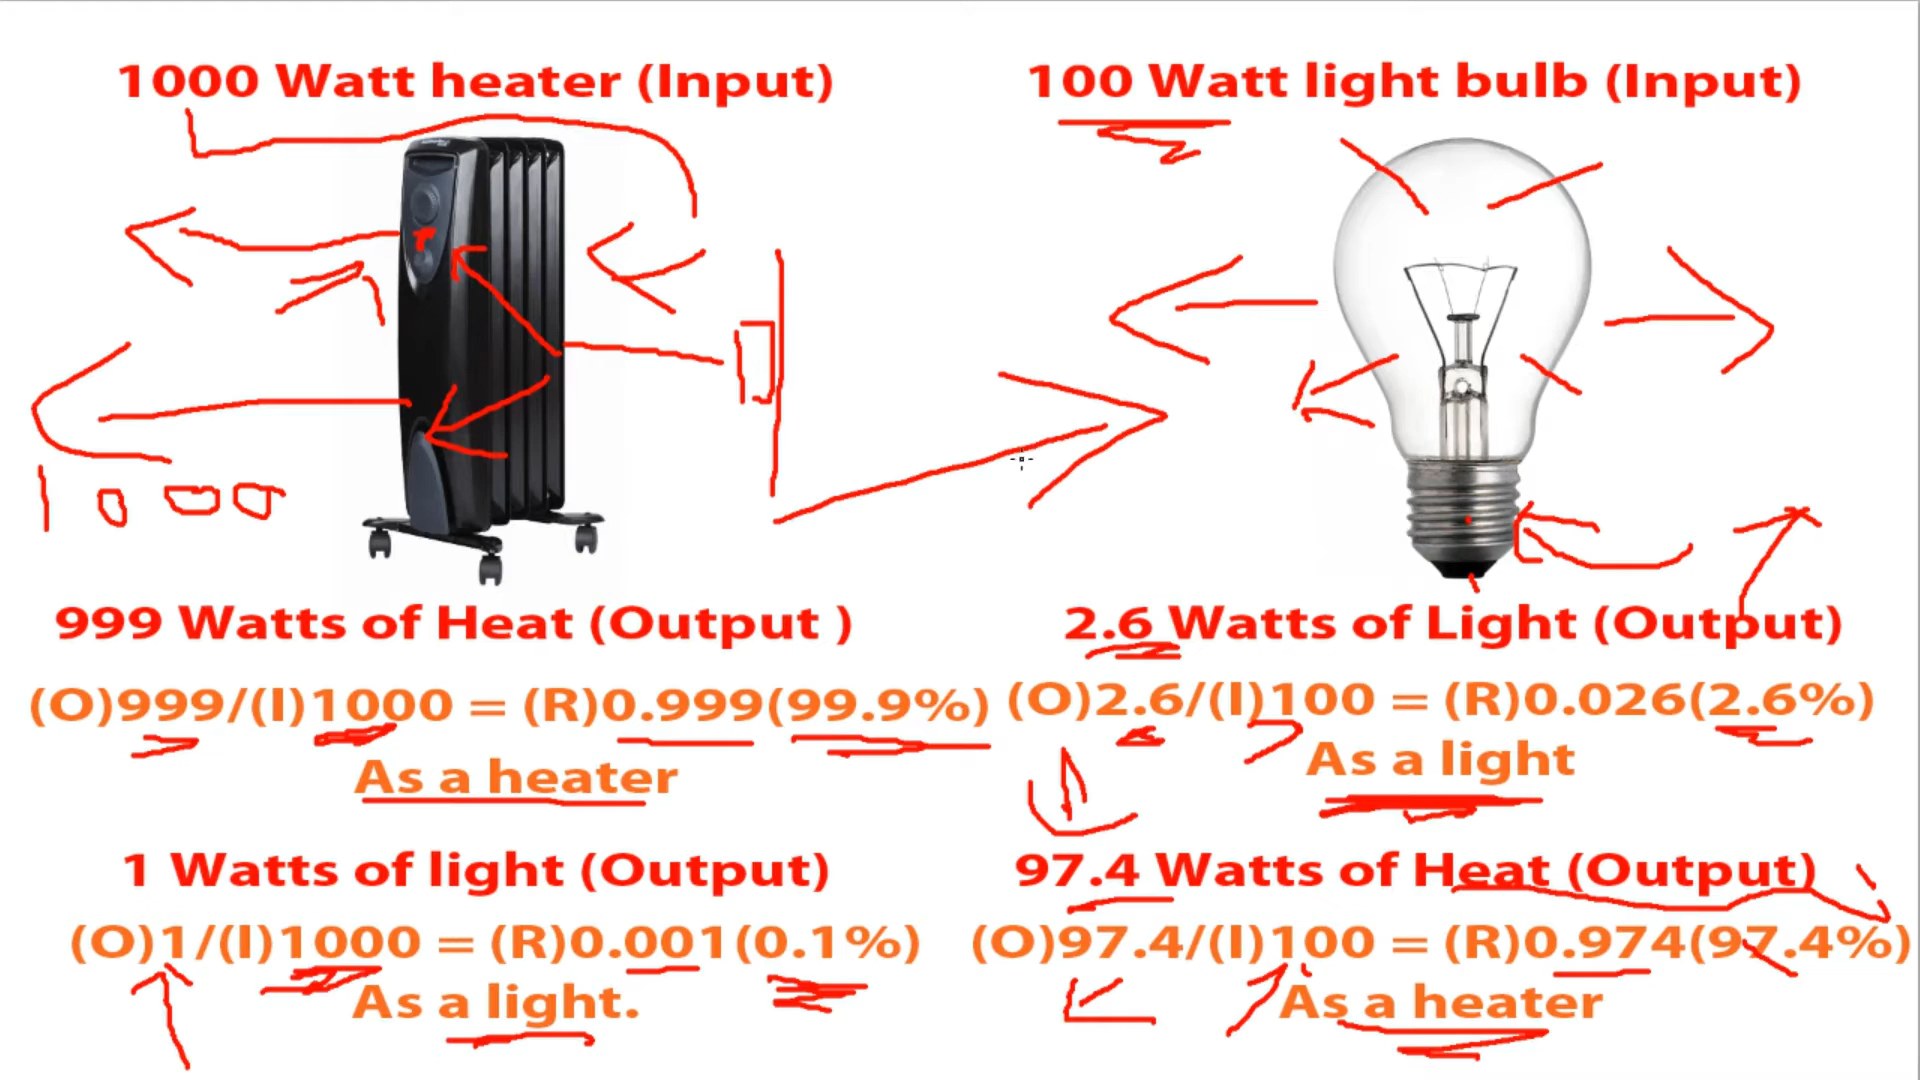 1000 Watt heater (Input)
1000
999 Watts of Heat (Output )
(O)999/(I)1000 = (R)0.999(99.9%)
As a heater
1 Watts of light (Output)
(O)1/(I)1000 = (R)0.001(0.1%)
As a light.
100 Watt light bulb (Input)
2.6 Watts of Light (Output)
(O)2.6/(I)100 = (R)0.026(2.6%)
As a light
97.4 Watts of Heat (Output)
(O)97.4/(I)100 = (R)0.974(97.4%)
As a heater